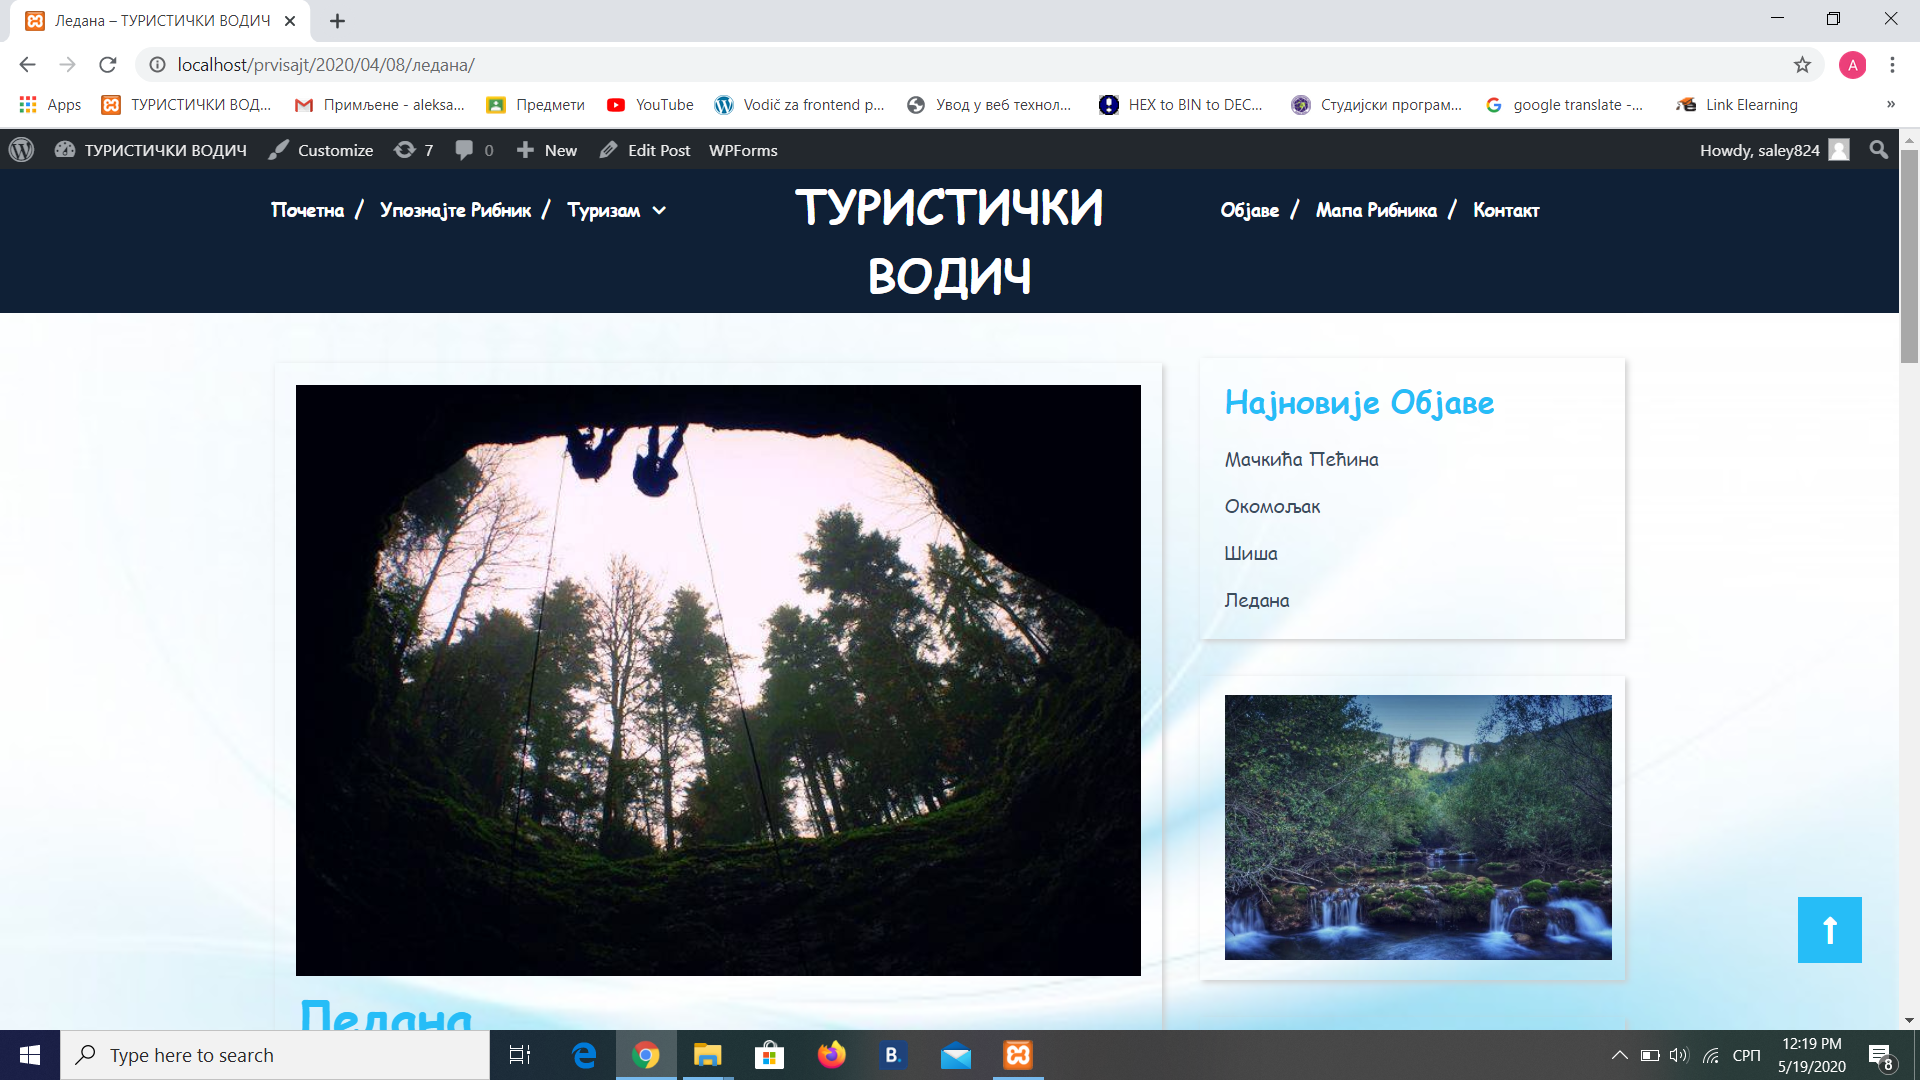 Ледана – ТУРИСТИЧКИ ВОДИЧ
localhost/prvisajt/2020/04/08/ледана/
A
Apps ТУРИСТИЧКИ ВОД... Примљене - aleksa... Предмети YouTube Vodič za frontend p... Увод у веб технол... HEX to BIN to DEC... Студијски програм... google translate -... Link Elearning »
ТУРИСТИЧКИ ВОДИЧ Customize 7 0 New Edit Post WPForms Howdy, saley824
Почетна / Упознајте Рибник / Туризам
ТУРИСТИЧКИ
ВОДИЧ
Објаве / Мапа Рибника / Контакт
Најновије Објаве
Мачкића Пећина
Окомољак
Шиша
Ледана
Ледана
Type here to search
B.
СРП
12:19 PM
5/19/2020
8